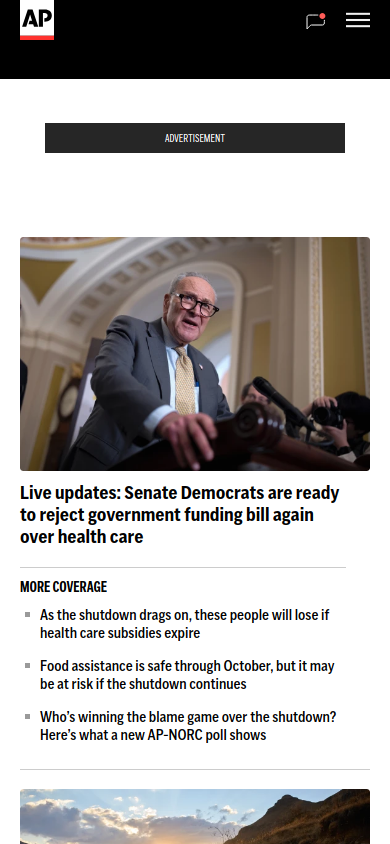 AP
ADVERTISEMENT
Live updates: Senate Democrats are ready
to reject government funding bill again
over health care
MORE COVERAGE
As the shutdown drags on, these people will lose if
health care subsidies expire
Food assistance is safe through October, but it may
be at risk if the shutdown continues
Who’s winning the blame game over the shutdown?
Here’s what a new AP-NORC poll shows